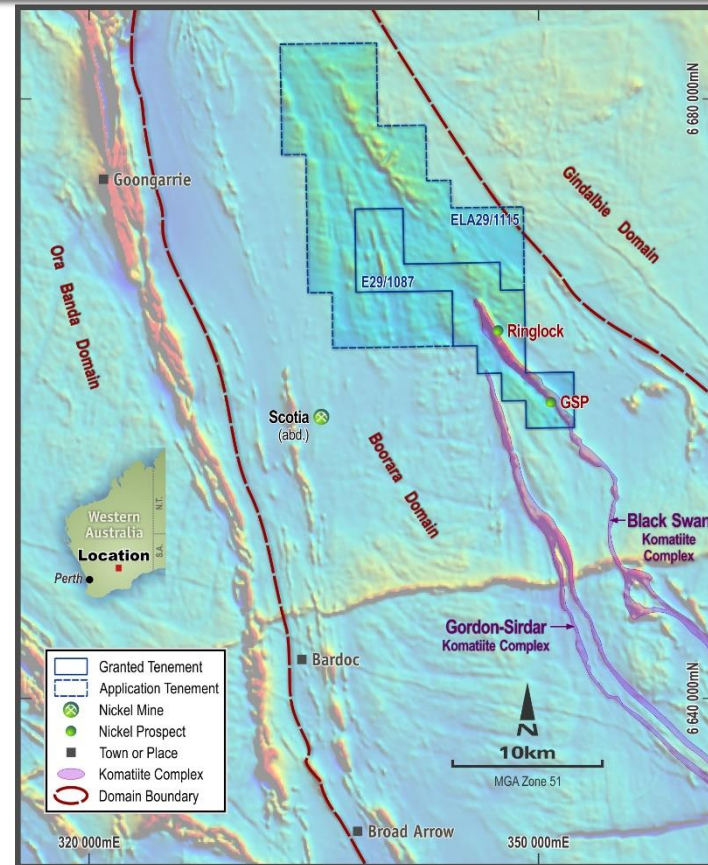 6 680 000mN
Goongarrie
Gindalbie Domain
ELA29/1115
Ora Banda Domain
E29/1087
Ringlock
GSP
Scotia
(abd.)
Boorara Domain
Western
Australia
N.T.
S.A.
Location
Perth
Black Swan
Komatiite
Complex
Gordon-Sirdar
Komatiite Complex
Bardoc
6 640 000mN
Granted Tenement
Application Tenement
Nickel Mine
Nickel Prospect
Town or Place
Komatiite Complex
Domain Boundary
N
10km
MGA Zone 51
Broad Arrow
320 000mE
350 000mE